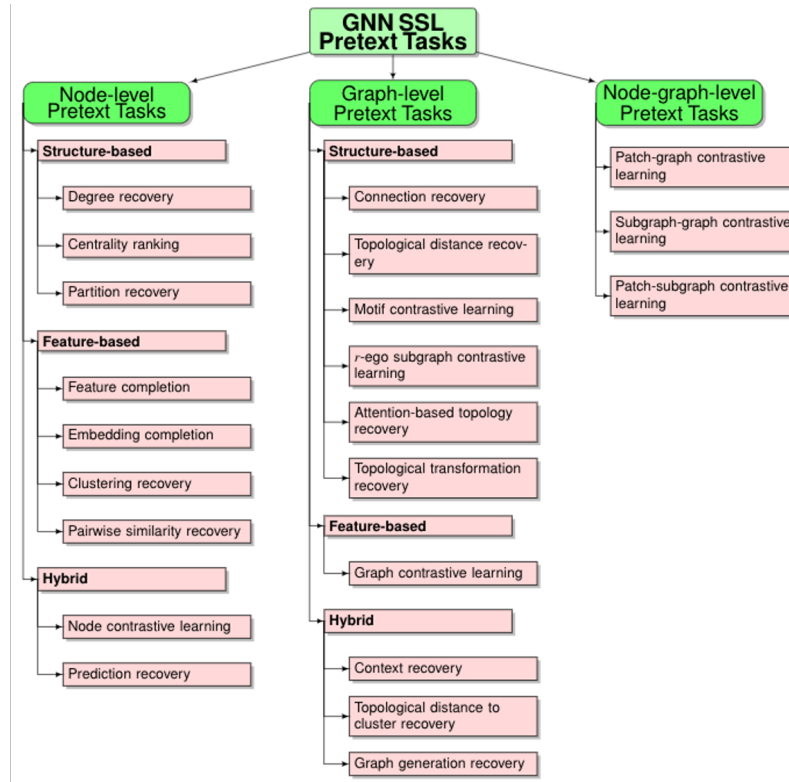 GNN SSL
Pretext Tasks
Node-level
Pretext Tasks
Structure-based
Degree recovery
Centrality ranking
Partition recovery
Feature-based
Feature completion
Embedding completion
Clustering recovery
Pairwise similarity recovery
Hybrid
Node contrastive learning
Prediction recovery
Graph-level
Pretext Tasks
Structure-based
Connection recovery
Topological distance recov-
ery
Motif contrastive learning
r-ego subgraph contrastive
learning
Attention-based topology
recovery
Topological transformation
recovery
Feature-based
Graph contrastive learning
Hybrid
Context recovery
Topological distance to
cluster recovery
Graph generation recovery
Node-graph-level
Pretext Tasks
Patch-graph contrastive
learning
Subgraph-graph contrastive
learning
Patch-subgraph contrastive
learning